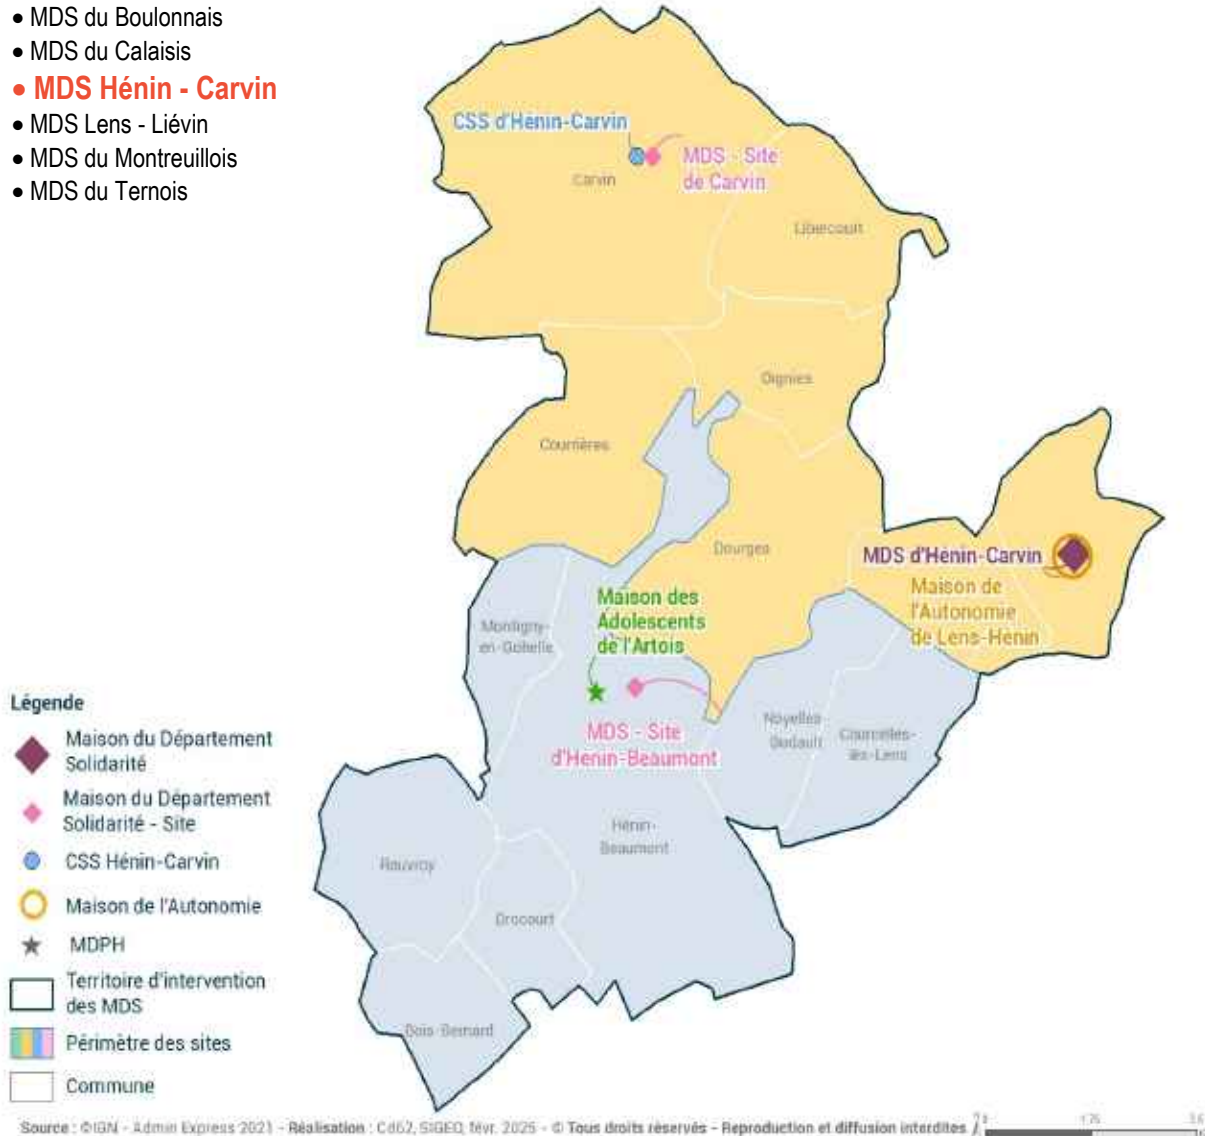 • MDS du Boulonnais
• MDS du Calaisis
• MDS Hénin - Carvin
• MDS Lens - Liévin
• MDS du Montreuillois
• MDS du Ternois
CSS d'Hénin-Carvin
MDS - Site
de Carvin
Carvin
Libercourt
Oignies
Courrières
Dourges
MDS d'Hénin-Carvin
Maison de
l'Autonomie
de Lens-Henin
Maison des
Adolescents
de l'Artois
Montigny-
en-Gohelle
MDS - Site
d'Henin-Beaumont
Noyelles-
Godault
Courcelles-
lès-Lens
Hénin-
Beaumont
Rouvroy
Drocourt
Bois-Bernard
Légende
Maison du Département
Solidarité
Maison du Département
Solidarité - Site
CSS Hénin-Carvin
Maison de l'Autonomie
MDPH
Territoire d'intervention
des MDS
Périmètre des sites
Commune
Source : ©IGN - Admin Express 2021 - Réalisation : Cd62, SIGEO, févr. 2025 - © Tous droits réservés - Reproduction et diffusion interdites